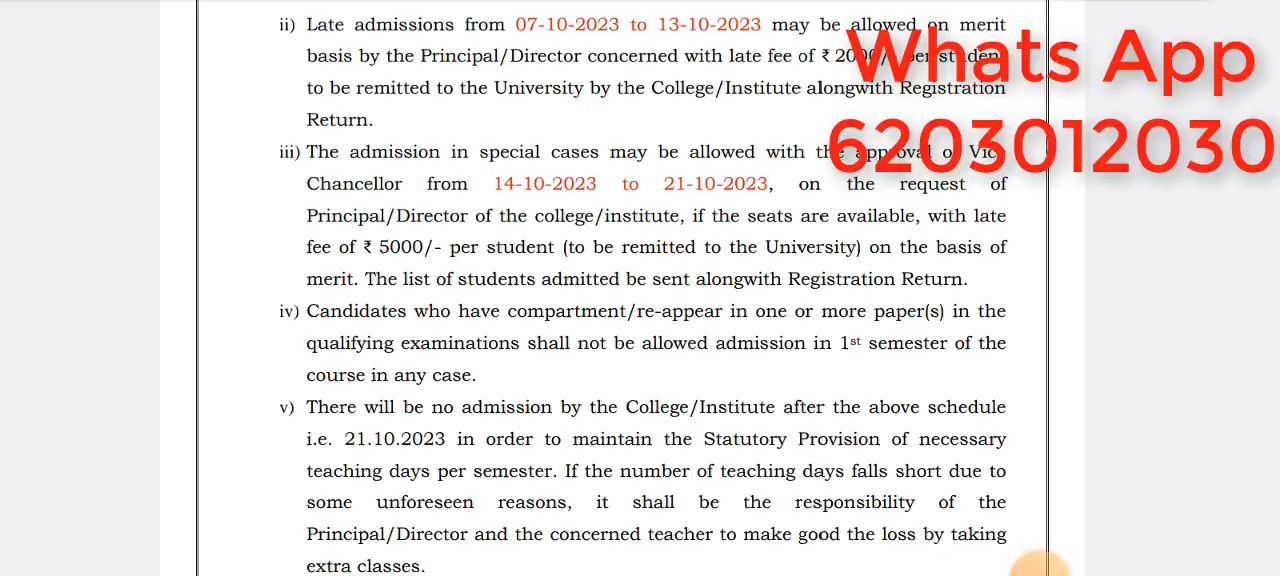 ii) Late admissions from 07-10-2023 to 13-10-2023 may be allowed on merit
basis by the Principal/Director concerned with late fee of ₹ 2000/- per student
to be remitted to the University by the College/Institute alongwith Registration
Return.
iii) The admission in special cases may be allowed with the approval of Vice
Chancellor from 14-10-2023 to 21-10-2023, on the request of
Principal/Director of the college/institute, if the seats are available, with late
fee of ₹ 5000/- per student (to be remitted to the University) on the basis of
merit. The list of students admitted be sent alongwith Registration Return.
iv) Candidates who have compartment/re-appear in one or more paper(s) in the
qualifying examinations shall not be allowed admission in 1st semester of the
course in any case.
v) There will be no admission by the College/Institute after the above schedule
i.e. 21.10.2023 in order to maintain the Statutory Provision of necessary
teaching days per semester. If the number of teaching days falls short due to
some unforeseen reasons, it shall be the responsibility of the
Principal/Director and the concerned teacher to make good the loss by taking
extra classes.
Whats App
6203012030